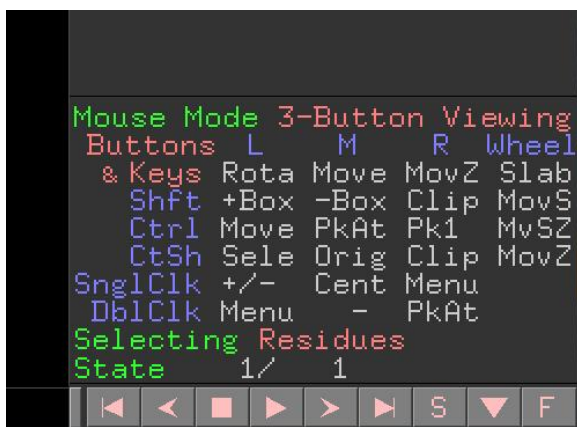 Mouse Mode 3-Button Viewing
Buttons L M R Wheel
& Keys Rota Move MovZ Slab
Shft +Box -Box Clip MovS
Ctrl Move PkAt Pk1 MvSZ
CtSh Sele Orig Clip MovZ
SnglClk +/- Cent Menu
DblClk Menu - PkAt
Selecting Residues
State 1/ 1
S F